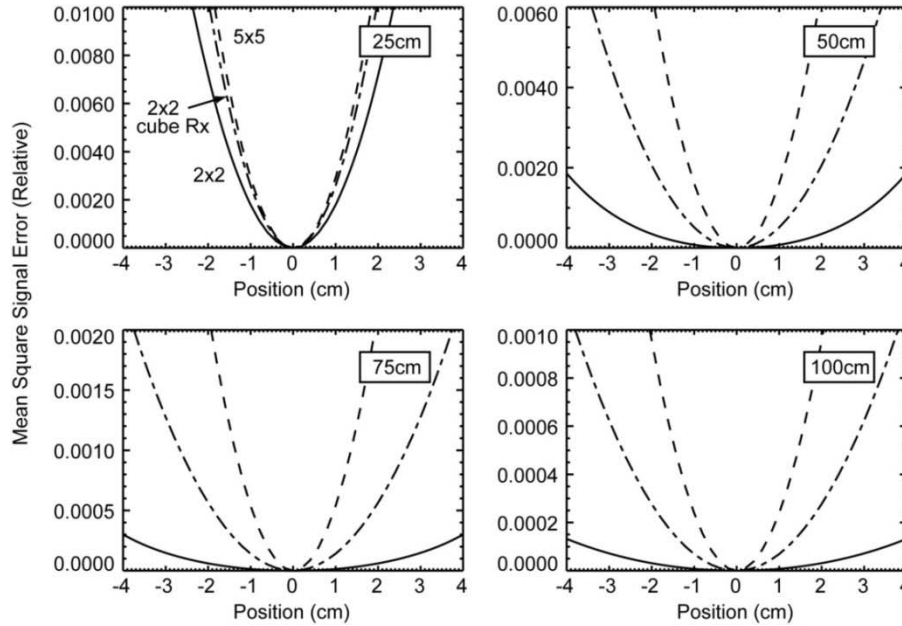 Mean Square Signal Error (Relative)
0.0100
0.0080
0.0060
0.0040
0.0020
0.0000
5x5
25cm
2x2
cube Rx
2x2
-4 -3 -2 -1 0 1 2 3 4
Position (cm)
0.0060
0.0040
0.0020
0.0000
50cm
-4 -3 -2 -1 0 1 2 3 4
Position (cm)
0.0020
0.0015
0.0010
0.0005
0.0000
75cm
-4 -3 -2 -1 0 1 2 3 4
Position (cm)
0.0010
0.0008
0.0006
0.0004
0.0002
0.0000
100cm
-4 -3 -2 -1 0 1 2 3 4
Position (cm)